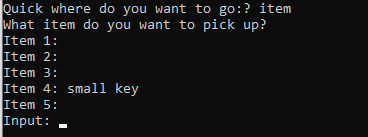 Quick where do you want to go:? item
What item do you want to pick up?
Item 1:
Item 2:
Item 3:
Item 4: small key
Item 5:
Input: